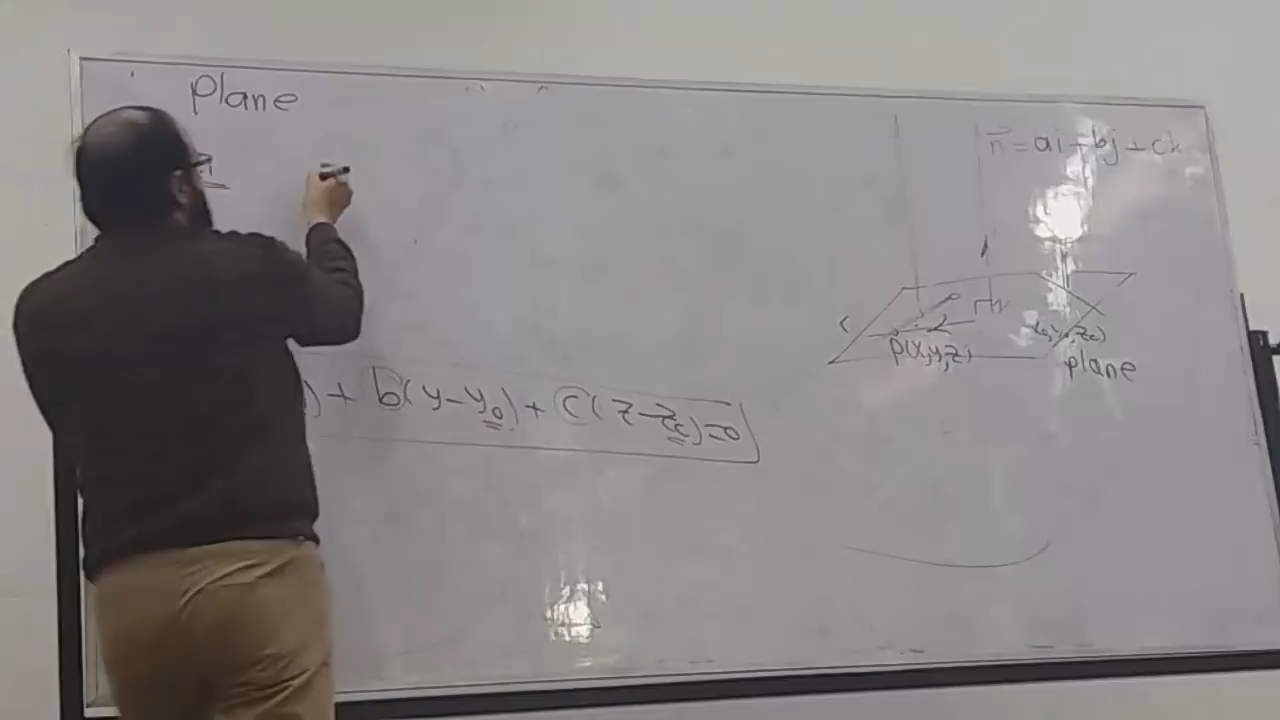 Plane
n = ai + bj + ck
P(x,y,z)
plane
) + b(y-y0) + c(z-z0)=0